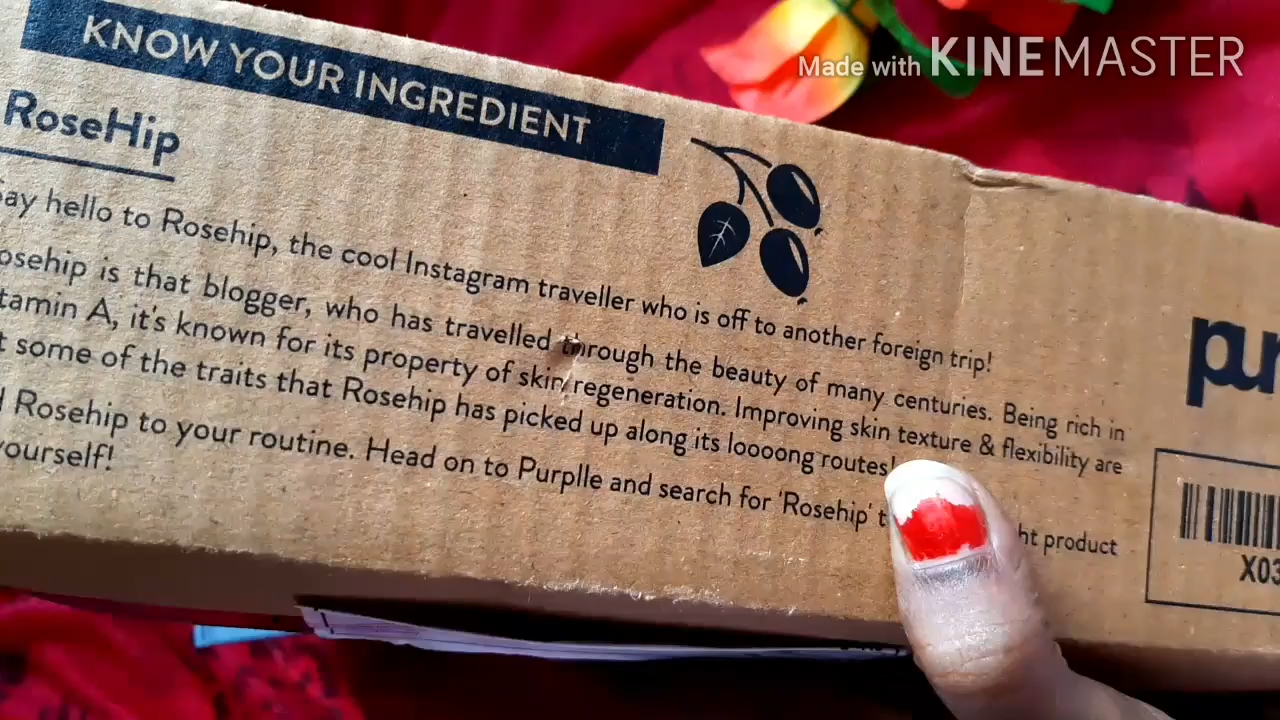 Made with KINEMASTER
KNOW YOUR INGREDIENT
RoseHip
Say hello to Rosehip, the cool Instagram traveller who is off to another foreign trip!
osehip is that blogger, who has travelled through the beauty of many centuries. Being rich in
tamin A, it's known for its property of skin regeneration. Improving skin texture & flexibility are
t some of the traits that Rosehip has picked up along its loooong routes!
Rosehip to your routine. Head on to Purplle and search for 'Rosehip' t ht product
yourself!
pur
X03